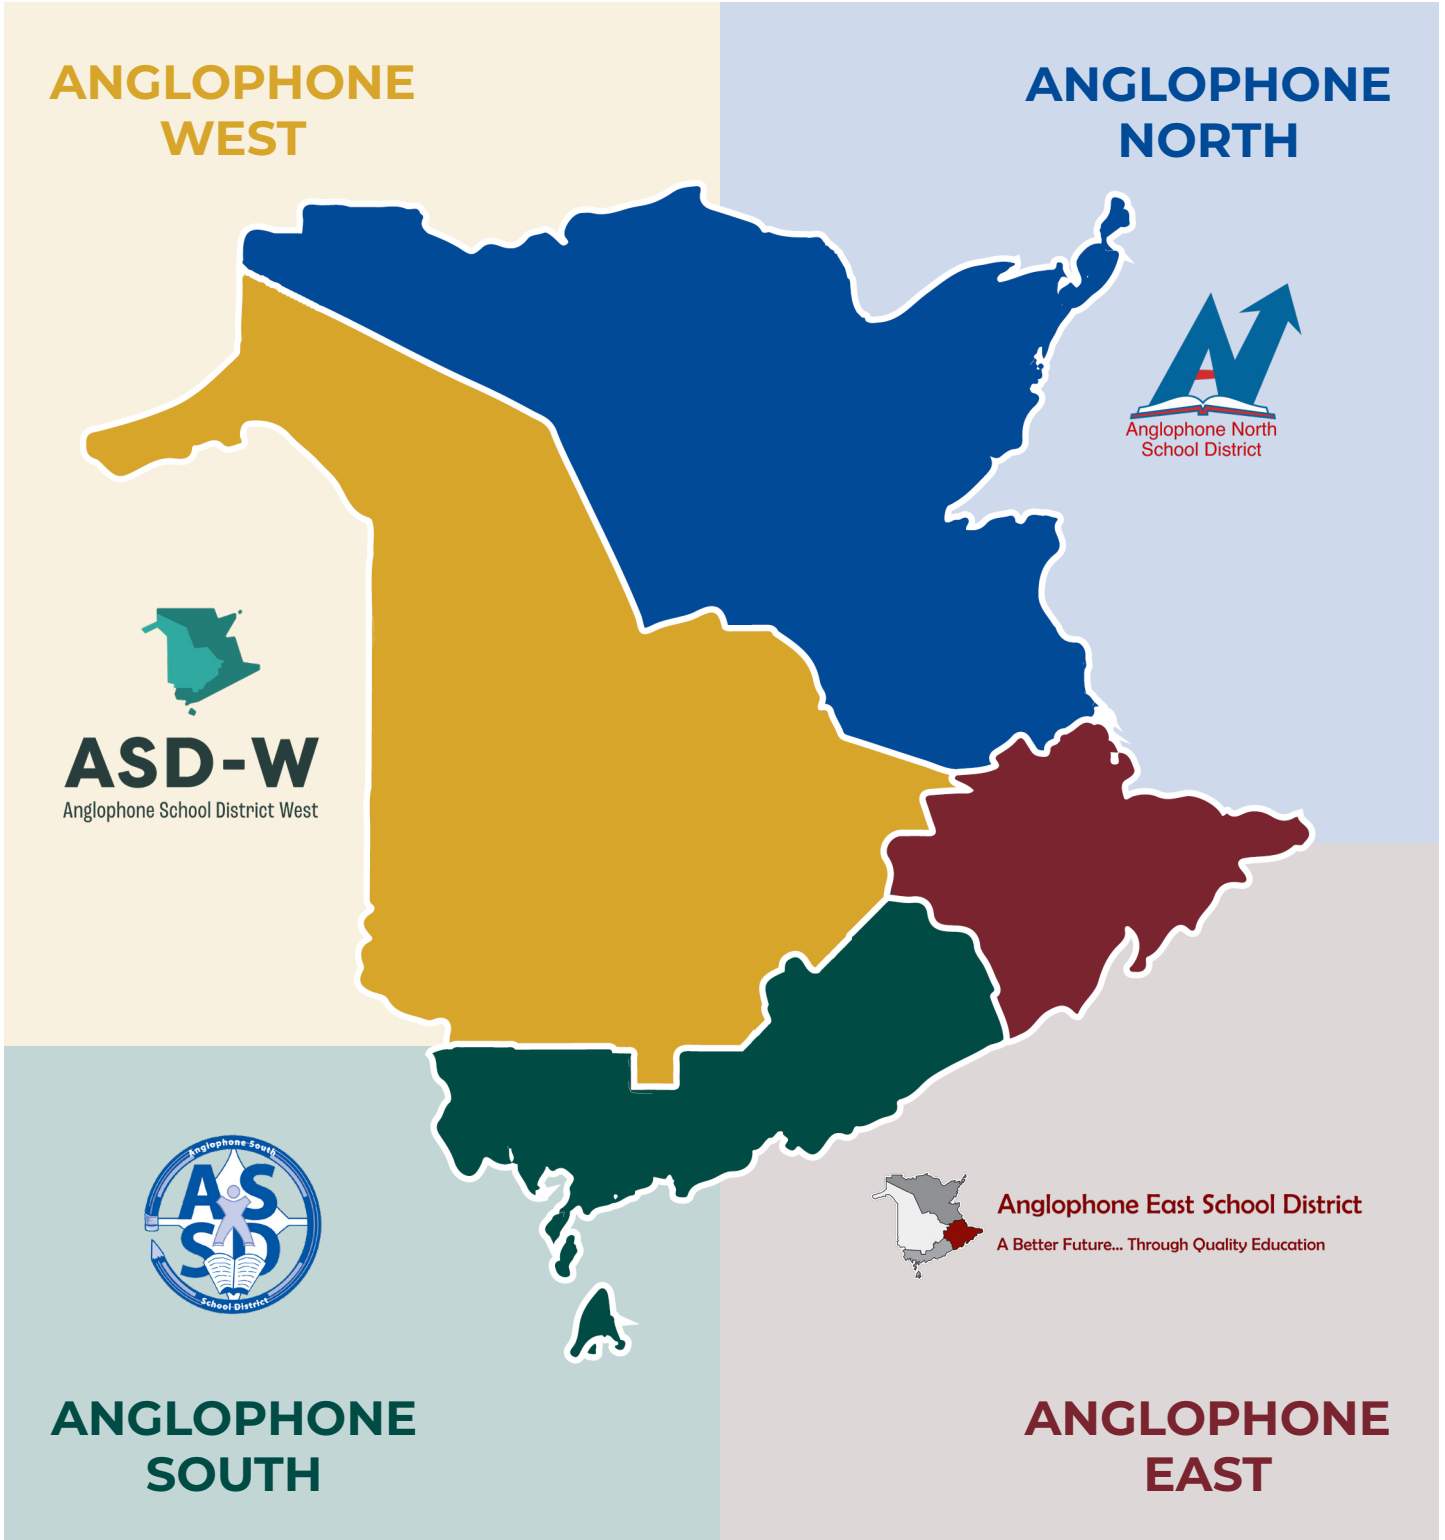 ANGLOPHONE
WEST
ANGLOPHONE
NORTH
Anglophone North
School District
ASD-W
Anglophone School District West
Anglophone South
AS
SD
School District
Anglophone East School District
A Better Future... Through Quality Education
ANGLOPHONE
SOUTH
ANGLOPHONE
EAST